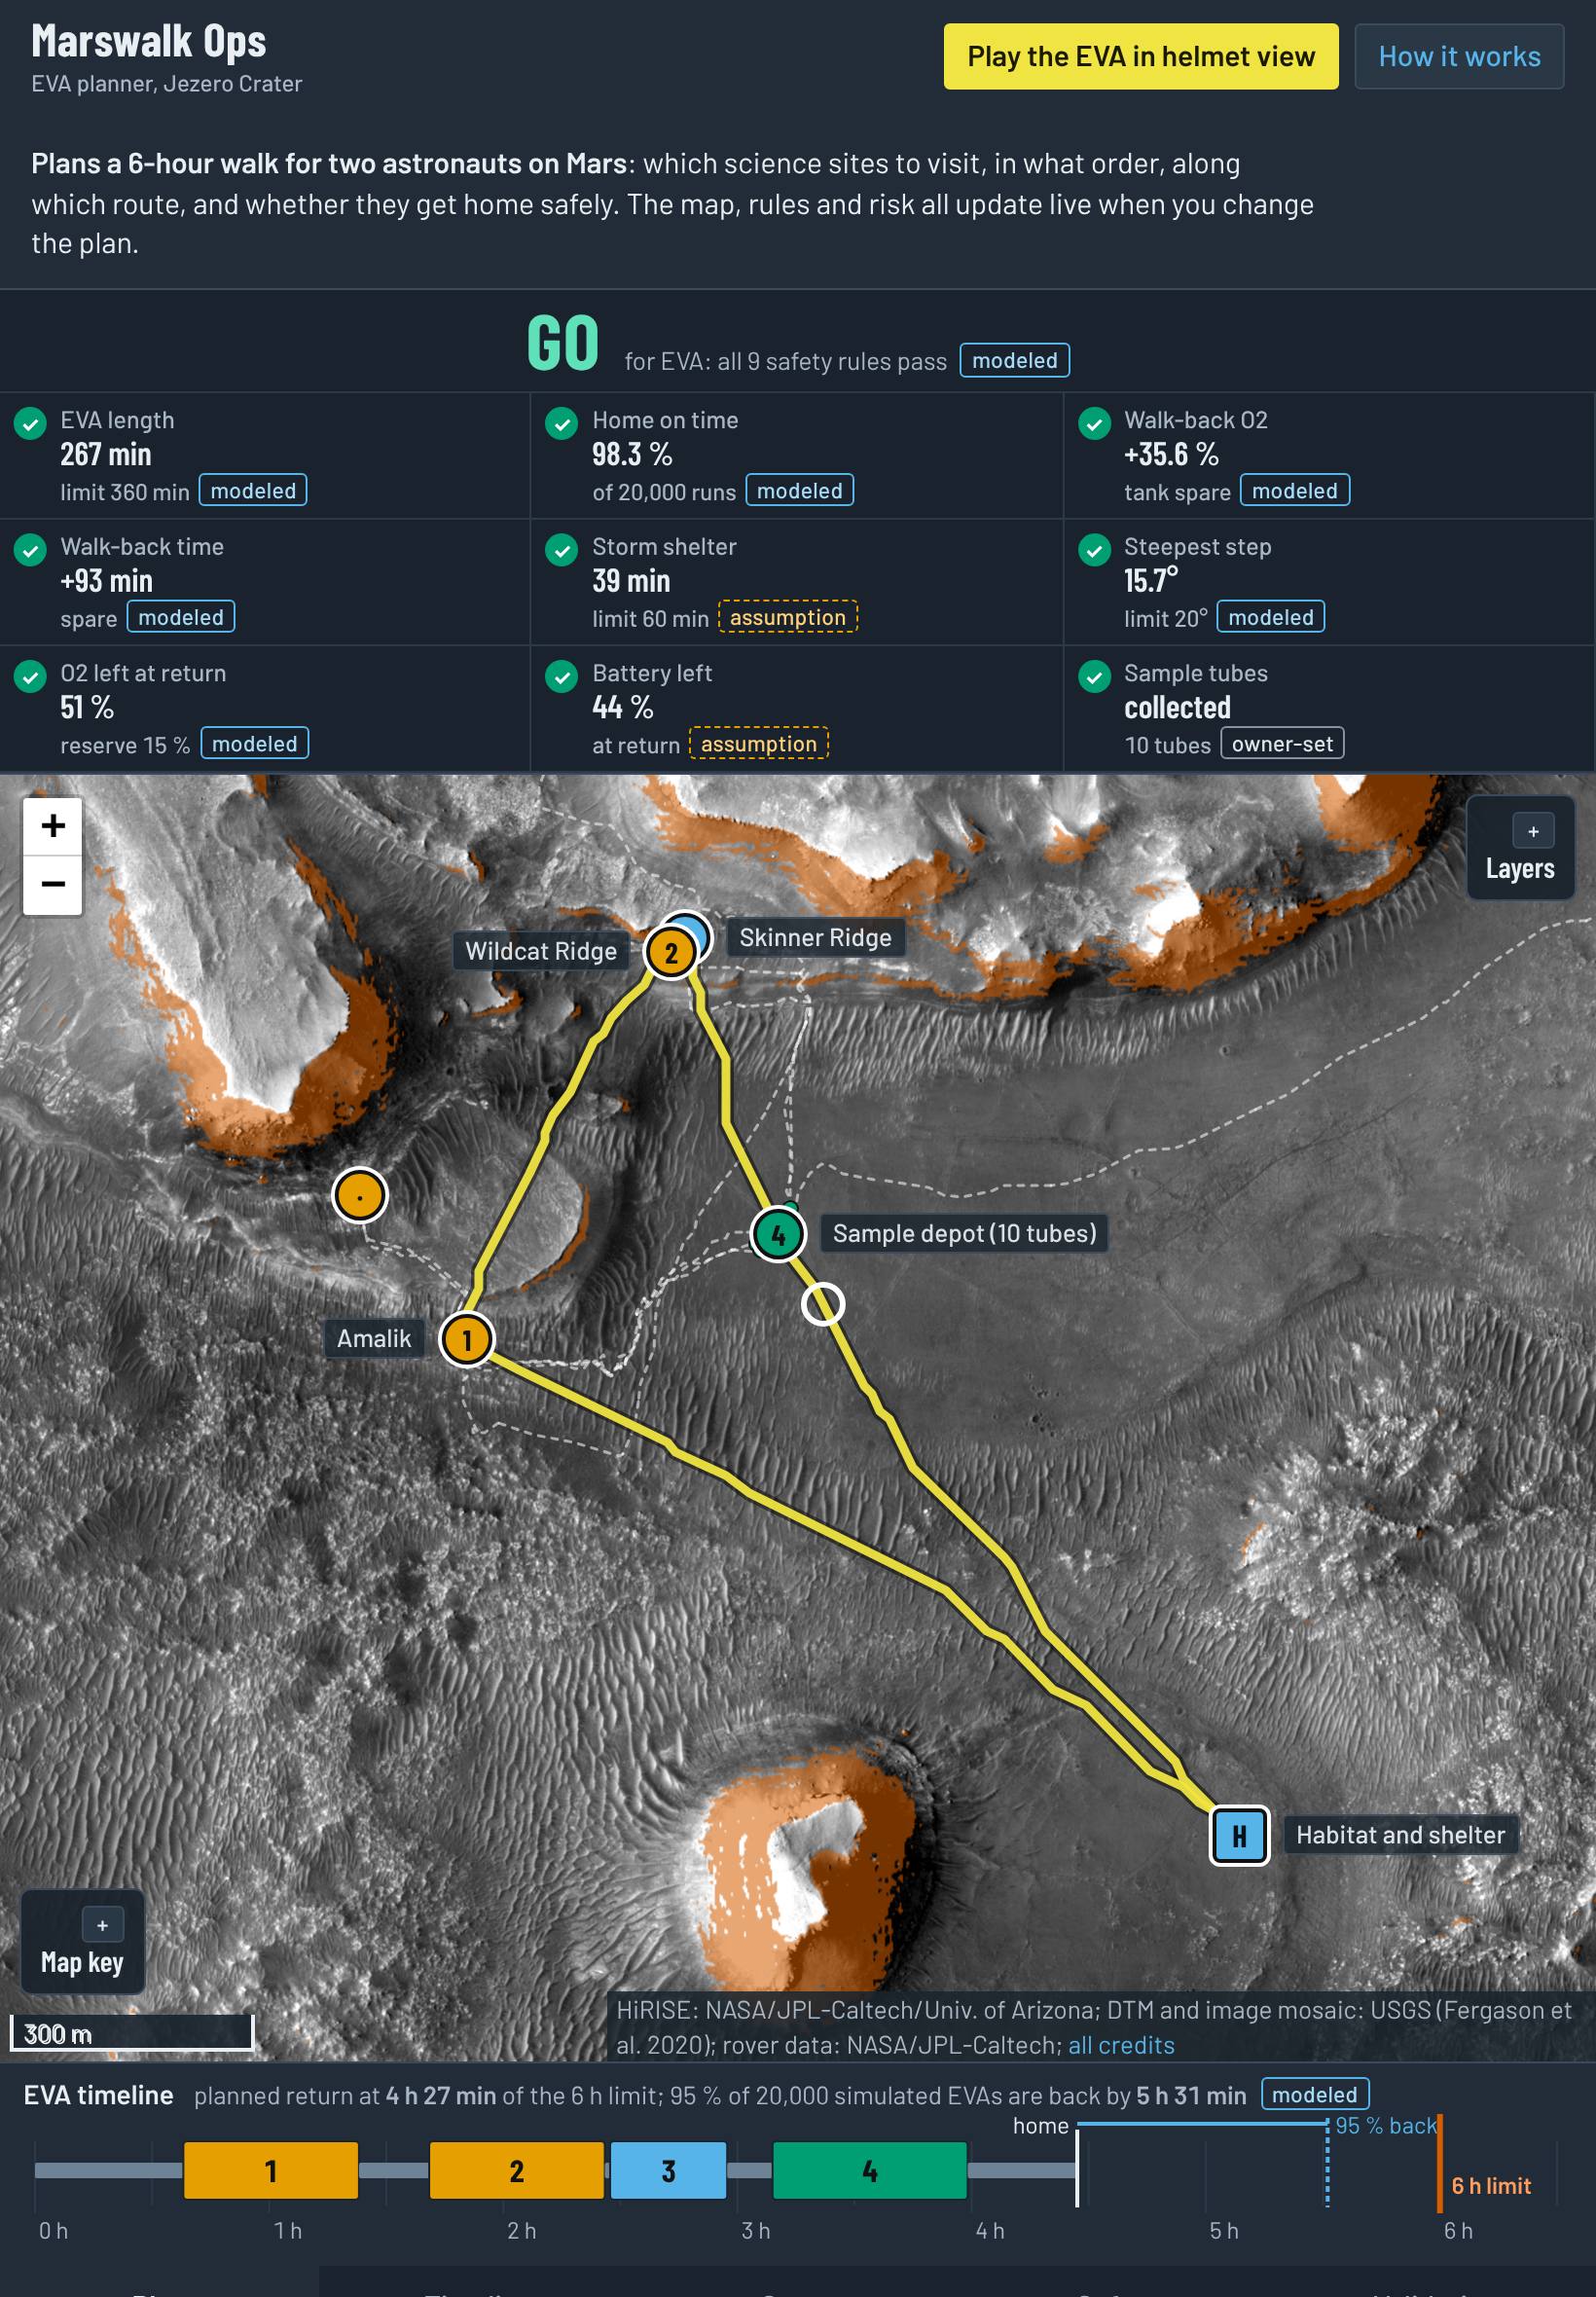 Marswalk Ops
EVA planner, Jezero Crater
Play the EVA in helmet view
How it works
Plans a 6-hour walk for two astronauts on Mars: which science sites to visit, in what order, along
which route, and whether they get home safely. The map, rules and risk all update live when you change
the plan.
GO for EVA: all 9 safety rules pass modeled
EVA length
267 min
limit 360 min modeled
Home on time
98.3 %
of 20,000 runs modeled
Walk-back O2
+35.6 %
tank spare modeled
Walk-back time
+93 min
spare modeled
Storm shelter
39 min
limit 60 min assumption
Steepest step
15.7°
limit 20° modeled
O2 left at return
51 %
reserve 15 % modeled
Battery left
44 %
at return assumption
Sample tubes
collected
10 tubes owner-set
+
−
+
Layers
Skinner Ridge
Wildcat Ridge
2
4
Sample depot (10 tubes)
Amalik
1
H
Habitat and shelter
+
Map key
300 m
HiRISE: NASA/JPL-Caltech/Univ. of Arizona; DTM and image mosaic: USGS (Fergason et
al. 2020); rover data: NASA/JPL-Caltech; all credits
EVA timeline planned return at 4 h 27 min of the 6 h limit; 95 % of 20,000 simulated EVAs are back by 5 h 31 min modeled
home
95 % back
1
2
3
4
6 h limit
0 h
1 h
2 h
3 h
4 h
5 h
6 h